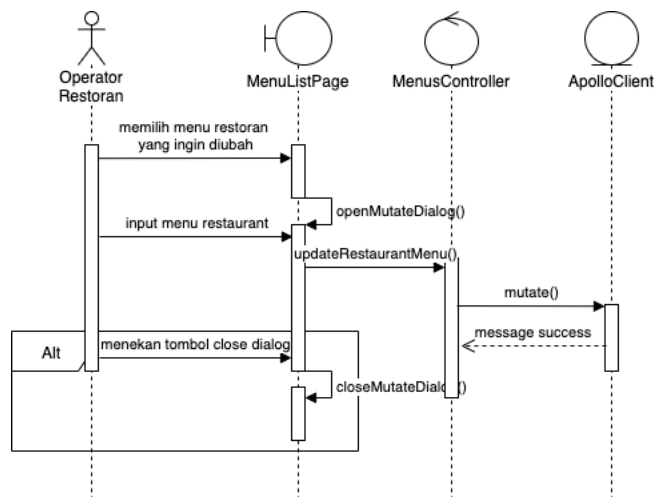 Operator
Restoran
MenuListPage
MenusController
ApolloClient
memilih menu restoran
yang ingin diubah
openMutateDialog()
input menu restaurant
updateRestaurantMenu()
mutate()
message success
Alt
menekan tombol close dialog
closeMutateDialog()